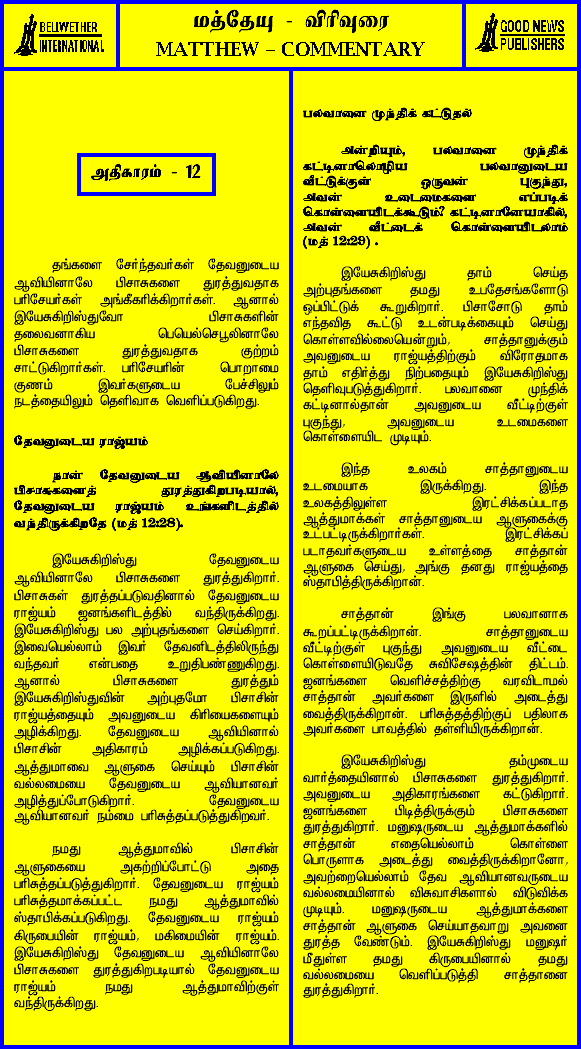 BELIWETHER
INTERNATIONAL
மத்தேயு - விரிவுரை
MATTHEW – COMMENTARY
GOOD NEWS
PUBLISHERS
அதிகாரம் - 12
தங்களை சேர்ந்தவர்கள் தேவனுடைய
ஆவியினாலே பிசாசுகளை துரத்துவதாக
பரிசேயர்கள் அங்கீகரிக்கிறார்கள். ஆனால்
இயேசுகிறிஸ்துவோ பிசாசுகளின்
தலைவனாகிய பெயெல்செபூலினாலே
பிசாசுகளை துரத்துவதாக குற்றம்
சாட்டுகிறார்கள். பரிசேயரின் பொறாமை
குணம் இவர்களுடைய பேச்சிலும்
நடத்தையிலும் தெளிவாக வெளிப்படுகிறது.
தேவனுடைய ராஜ்யம்
நான் தேவனுடைய ஆவியினாலே
பிசாசுகளைத் துரத்துகிறபடியால்,
தேவனுடைய ராஜ்யம் உங்களிடத்தில்
வந்திருக்கிறதே (மத் 12:28).
இயேசுகிறிஸ்து தேவனுடைய
ஆவியினாலே பிசாசுகளை துரத்துகிறார்.
பிசாசுகள் துரத்தப்படுவதினால் தேவனுடைய
ராஜ்யம் ஜனங்களிடத்தில் வந்திருக்கிறது.
இயேசுகிறிஸ்து பல அற்புதங்களை செய்கிறார்.
இவையெல்லாம் இவர் தேவனிடத்திலிருந்து
வந்தவர் என்பதை உறுதிபண்ணுகிறது.
ஆனால் பிசாசுகளை துரத்தும்
இயேசுகிறிஸ்துவின் அற்புதமோ பிசாசின்
ராஜ்யத்தையும் அவனுடைய கிரியைகளையும்
அழிக்கிறது. தேவனுடைய ஆவியினால்
பிசாசின் அதிகாரம் அழிக்கப்படுகிறது.
ஆத்துமாவை ஆளுகை செய்யும் பிசாசின்
வல்லமையை தேவனுடைய ஆவியானவர்
அழித்துப்போடுகிறார். தேவனுடைய
ஆவியானவர் நம்மை பரிசுத்தப்படுத்துகிறவர்.
நமது ஆத்துமாவில் பிசாசின்
ஆளுகையை அகற்றிப்போட்டு அதை
பரிசுத்தப்படுத்துகிறார். தேவனுடைய ராஜ்யம்
பரிசுத்தமாக்கப்பட்ட நமது ஆத்துமாவில்
ஸ்தாபிக்கப்படுகிறது. தேவனுடைய ராஜ்யம்
கிருபையின் ராஜ்யம், மகிமையின் ராஜ்யம்.
இயேசுகிறிஸ்து தேவனுடைய ஆவியினாலே
பிசாசுகளை துரத்துகிறபடியால் தேவனுடைய
ராஜ்யம் நமது ஆத்துமாவிற்குள்
வந்திருக்கிறது.
பலவானை முந்திக் கட்டுதல்
அன்றியும், பலவானை முந்திக்
கட்டினாலொழிய பலவானுடைய
வீட்டுக்குள் ஒருவன் புகுந்து,
அவன் உடைமைகளை எப்படிக்
கொள்ளையிடக்கூடும்? கட்டினானேயாகில்,
அவன் வீட்டைக் கொள்ளையிடலாம்
(மத் 12:29) .
இயேசுகிறிஸ்து தாம் செய்த
அற்புதங்களை தமது உபதேசங்களோடு
ஒப்பிட்டுக் கூறுகிறார். பிசாசோடு தாம்
எந்தவித கூட்டு உடன்படிக்கையும் செய்து
கொள்ளவில்லையென்றும், சாத்தானுக்கும்
அவனுடைய ராஜ்யத்திற்கும் விரோதமாக
தாம் எதிர்த்து நிற்பதையும் இயேசுகிறிஸ்து
தெளிவுபடுத்துகிறார். பலவானை முந்திக்
கட்டினால்தான் அவனுடைய வீட்டிற்குள்
புகுந்து, அவனுடைய உடமைகளை
கொள்ளையிட முடியும்.
இந்த உலகம் சாத்தானுடைய
உடமையாக இருக்கிறது. இந்த
உலகத்திலுள்ள இரட்சிக்கப்படாத
ஆத்துமாக்கள் சாத்தானுடைய ஆளுகைக்கு
உட்பட்டிருக்கிறார்கள். இரட்சிக்கப்
படாதவர்களுடைய உள்ளத்தை சாத்தான்
ஆளுகை செய்து, அங்கு தனது ராஜ்யத்தை
ஸ்தாபித்திருக்கிறான்.
சாத்தான் இங்கு பலவானாக
கூறப்பட்டிருக்கிறான். சாத்தானுடைய
வீட்டிற்குள் புகுந்து அவனுடைய வீட்டை
கொள்ளையிடுவதே சுவிசேஷத்தின் திட்டம்.
ஜனங்களை வெளிச்சத்திற்கு வரவிடாமல்
சாத்தான் அவர்களை இருளில் அடைத்து
வைத்திருக்கிறான். பரிசுத்தத்திற்குப் பதிலாக
அவர்களை பாவத்தில் தள்ளியிருக்கிறான்.
இயேசுகிறிஸ்து தம்முடைய
வார்த்தையினால் பிசாசுகளை துரத்துகிறார்.
அவனுடைய அதிகாரங்களை கட்டுகிறார்.
ஜனங்களை பிடித்திருக்கும் பிசாசுகளை
துரத்துகிறார். மனுஷருடைய ஆத்துமாக்களில்
சாத்தான் எதையெல்லாம் கொள்ளை
பொருளாக அடைத்து வைத்திருக்கிறானோ,
அவற்றையெல்லாம் தேவ ஆவியானவருடைய
வல்லமையினால் விசுவாசிகளால் விடுவிக்க
முடியும். மனுஷருடைய ஆத்துமாக்களை
சாத்தான் ஆளுகை செய்யாதவாறு அவனை
துரத்த வேண்டும். இயேசுகிறிஸ்து மனுஷர்
மீதுள்ள தமது கிருபையினால் தமது
வல்லமையை வெளிப்படுத்தி சாத்தானை
துரத்துகிறார்.